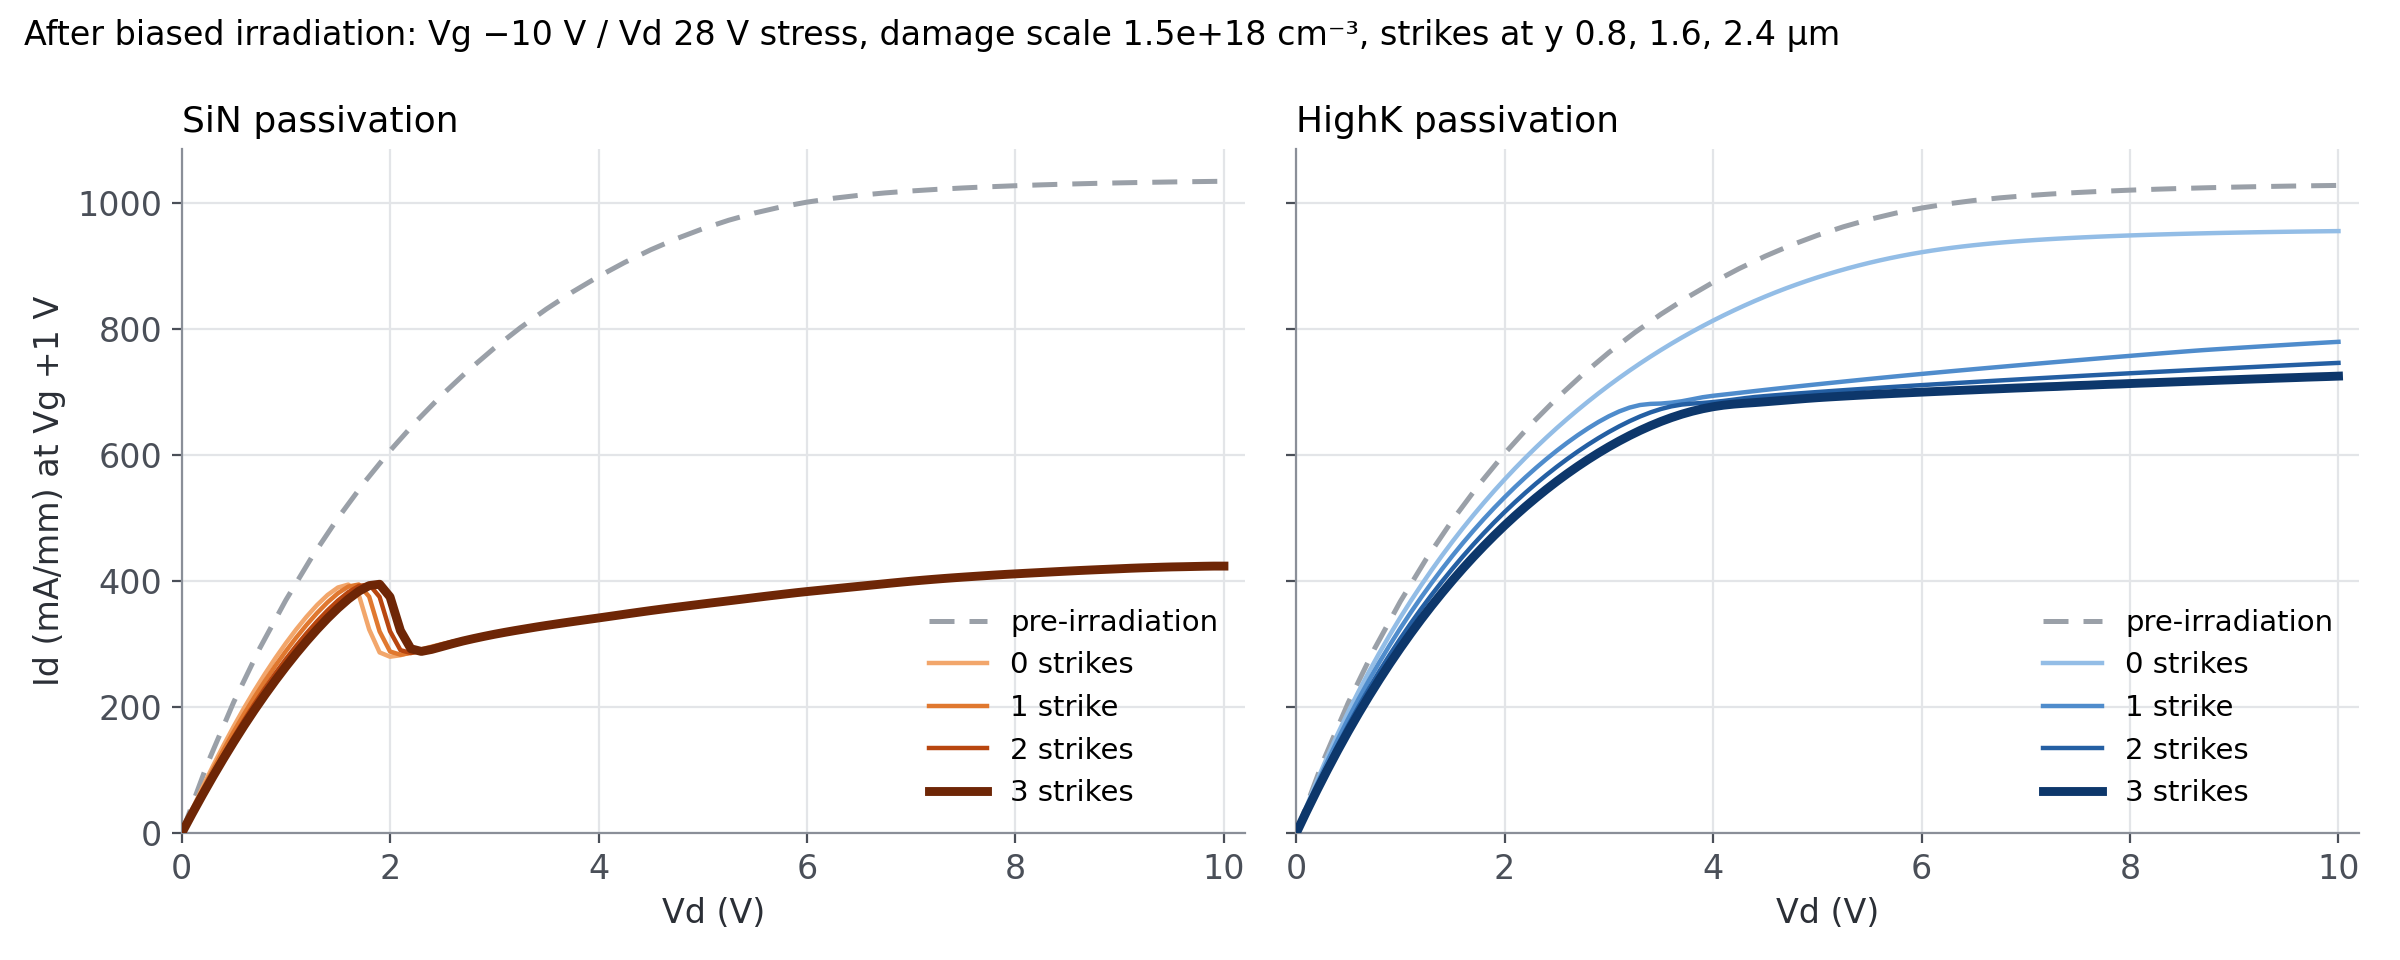 After biased irradiation: Vg −10 V / Vd 28 V stress, damage scale 1.5e+18 cm⁻³, strikes at y 0.8, 1.6, 2.4 μm
SiN passivation
Id (mA/mm) at Vg +1 V
1000
800
600
400
200
0
0 2 4 6 8 10
Vd (V)
pre-irradiation
0 strikes
1 strike
2 strikes
3 strikes
HighK passivation
0 2 4 6 8 10
Vd (V)
pre-irradiation
0 strikes
1 strike
2 strikes
3 strikes